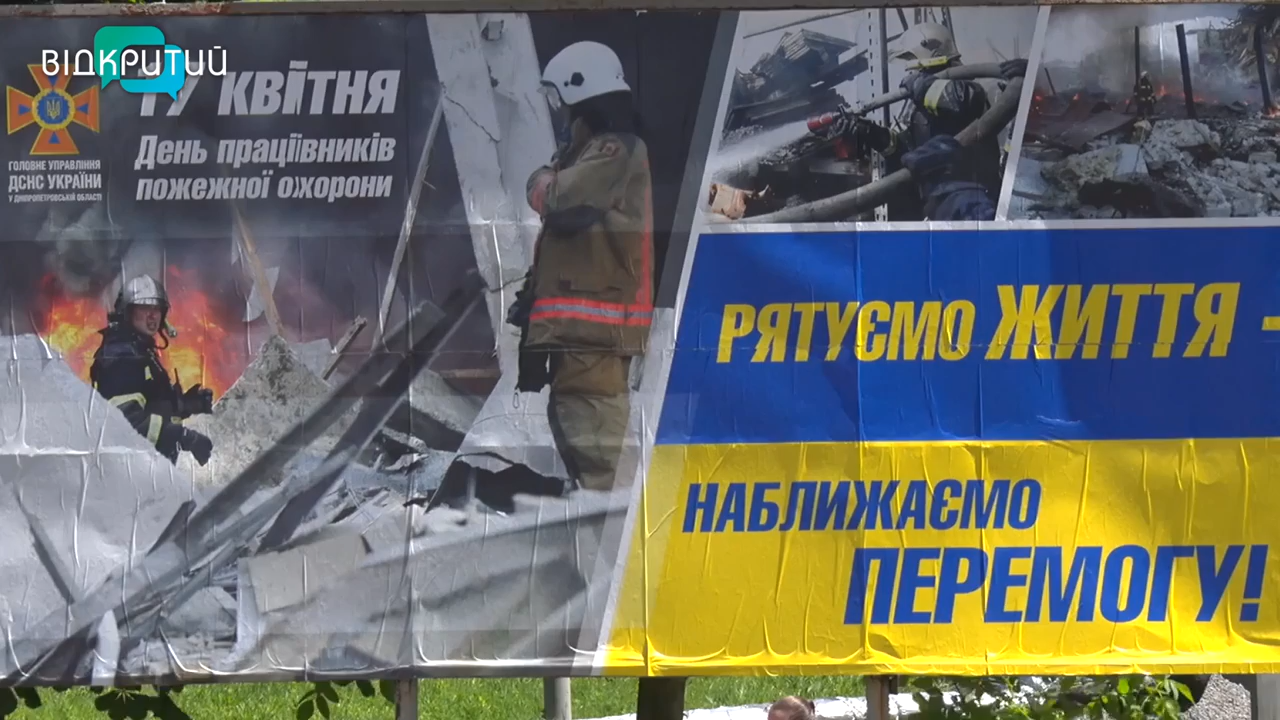 ВІДКРИТИЙ
17 КВІТНЯ
День працівників
пожежної охорони
ГОЛОВНЕ УПРАВЛІННЯ
ДСНС УКРАЇНИ
У ДНІПРОПЕТРОВСЬКІЙ ОБЛАСТІ
РЯТУЄМО ЖИТТЯ -
НАБЛИЖАЄМО
ПЕРЕМОГУ!